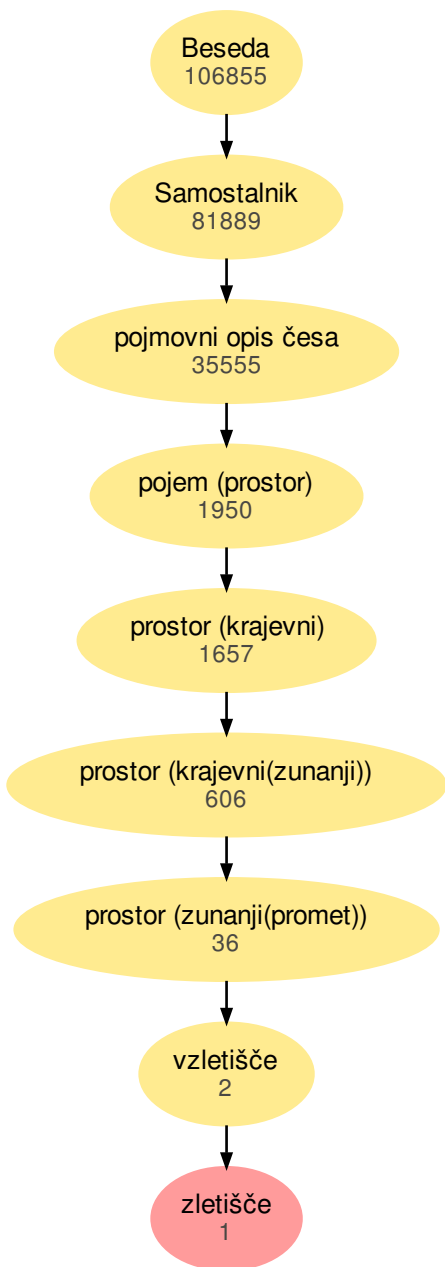 Beseda
106855
Samostalnik
81889
pojmovni opis česa
35555
pojem (prostor)
1950
prostor (krajevni)
1657
prostor (krajevni(zunanji))
606
prostor (zunanji(promet))
36
vzletišče
2
zletišče
1